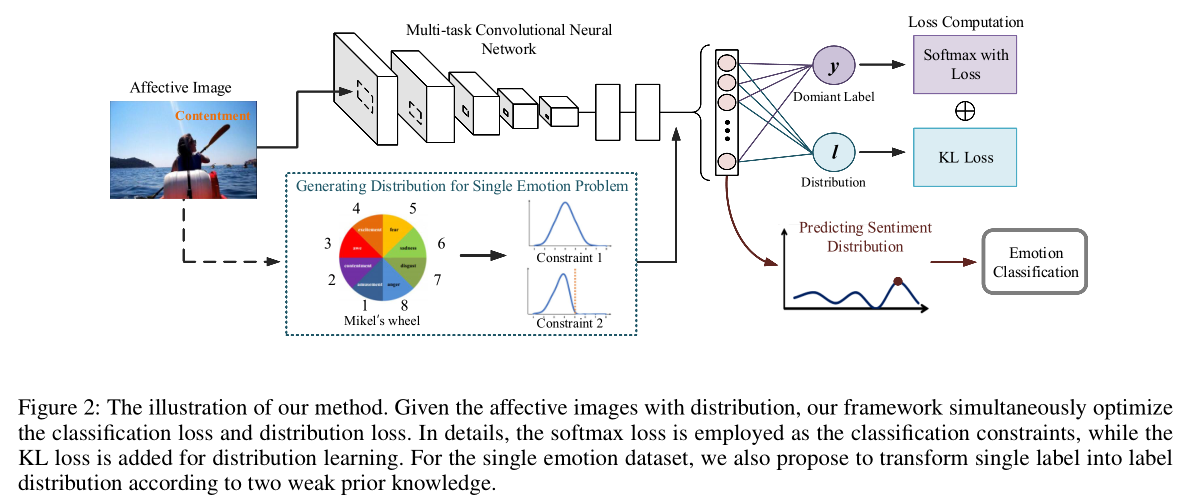 Multi-task Convolutional Neural
Network
Loss Computation
Affective Image
Contentment
y
Domiant Label
Softmax with
Loss
l
Distribution
KL Loss
Generating Distribution for Single Emotion Problem
4
5
3
6
2
7
1
8
excitement
fear
awe
sadness
contentment
disgust
amusement
anger
Mikel's wheel
Constraint 1
Constraint 2
Predicting Sentiment
Distribution
Emotion
Classification
Figure 2: The illustration of our method. Given the affective images with distribution, our framework simultaneously optimize
the classification loss and distribution loss. In details, the softmax loss is employed as the classification constraints, while the
KL loss is added for distribution learning. For the single emotion dataset, we also propose to transform single label into label
distribution according to two weak prior knowledge.